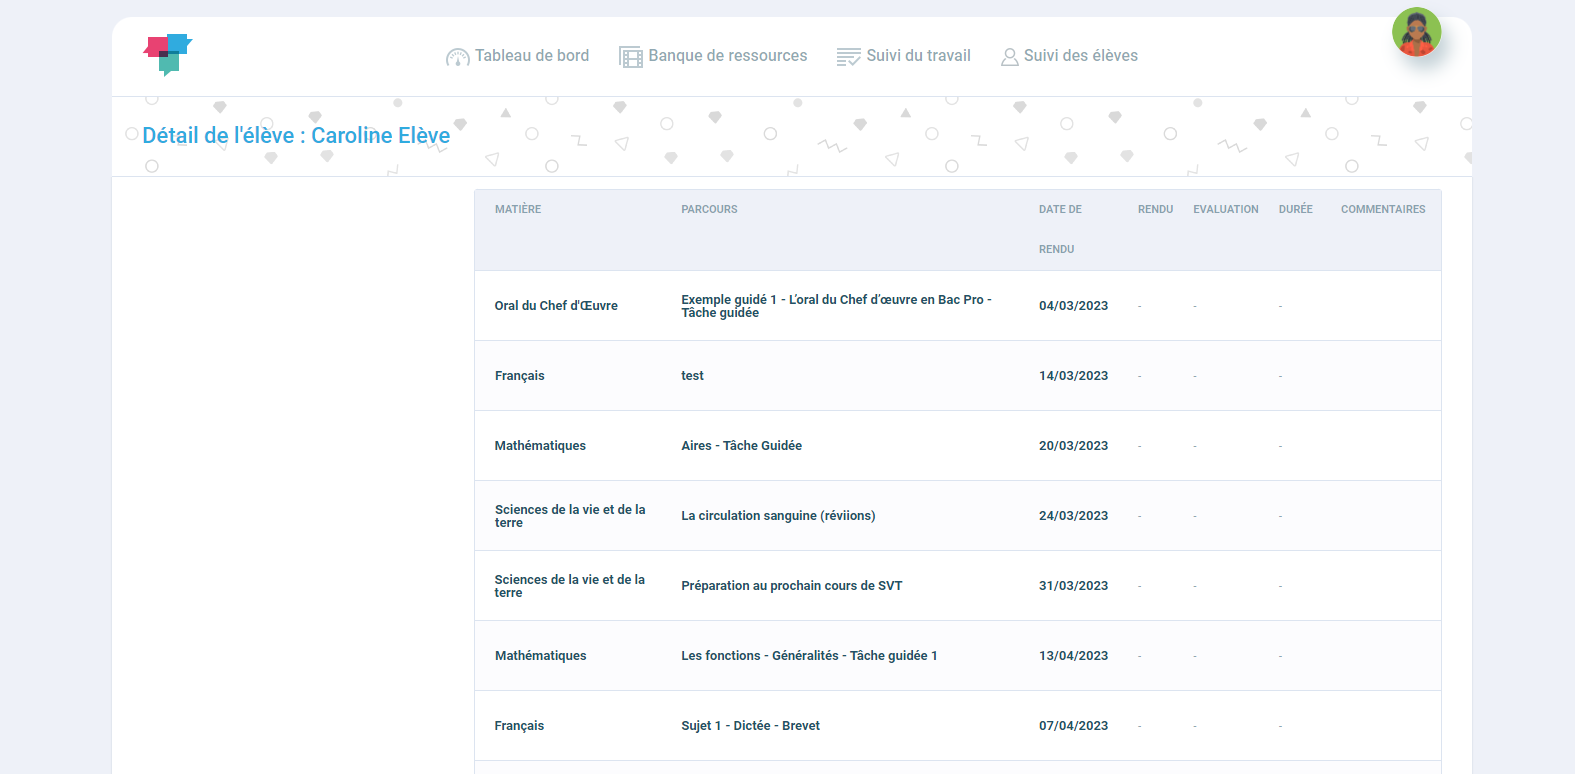 Tableau de bord Banque de ressources Suivi du travail Suivi des élèves
Détail de l'élève : Caroline Elève
MATIÈRE PARCOURS DATE DE RENDU RENDU EVALUATION DURÉE COMMENTAIRES
Oral du Chef d'Œuvre Exemple guidé 1 - L’oral du Chef d’œuvre en Bac Pro - Tâche guidée 04/03/2023 - - -
Français test 14/03/2023 - - -
Mathématiques Aires - Tâche Guidée 20/03/2023 - - -
Sciences de la vie et de la terre La circulation sanguine (réviions) 24/03/2023 - - -
Sciences de la vie et de la terre Préparation au prochain cours de SVT 31/03/2023 - - -
Mathématiques Les fonctions - Généralités - Tâche guidée 1 13/04/2023 - - -
Français Sujet 1 - Dictée - Brevet 07/04/2023 - - -